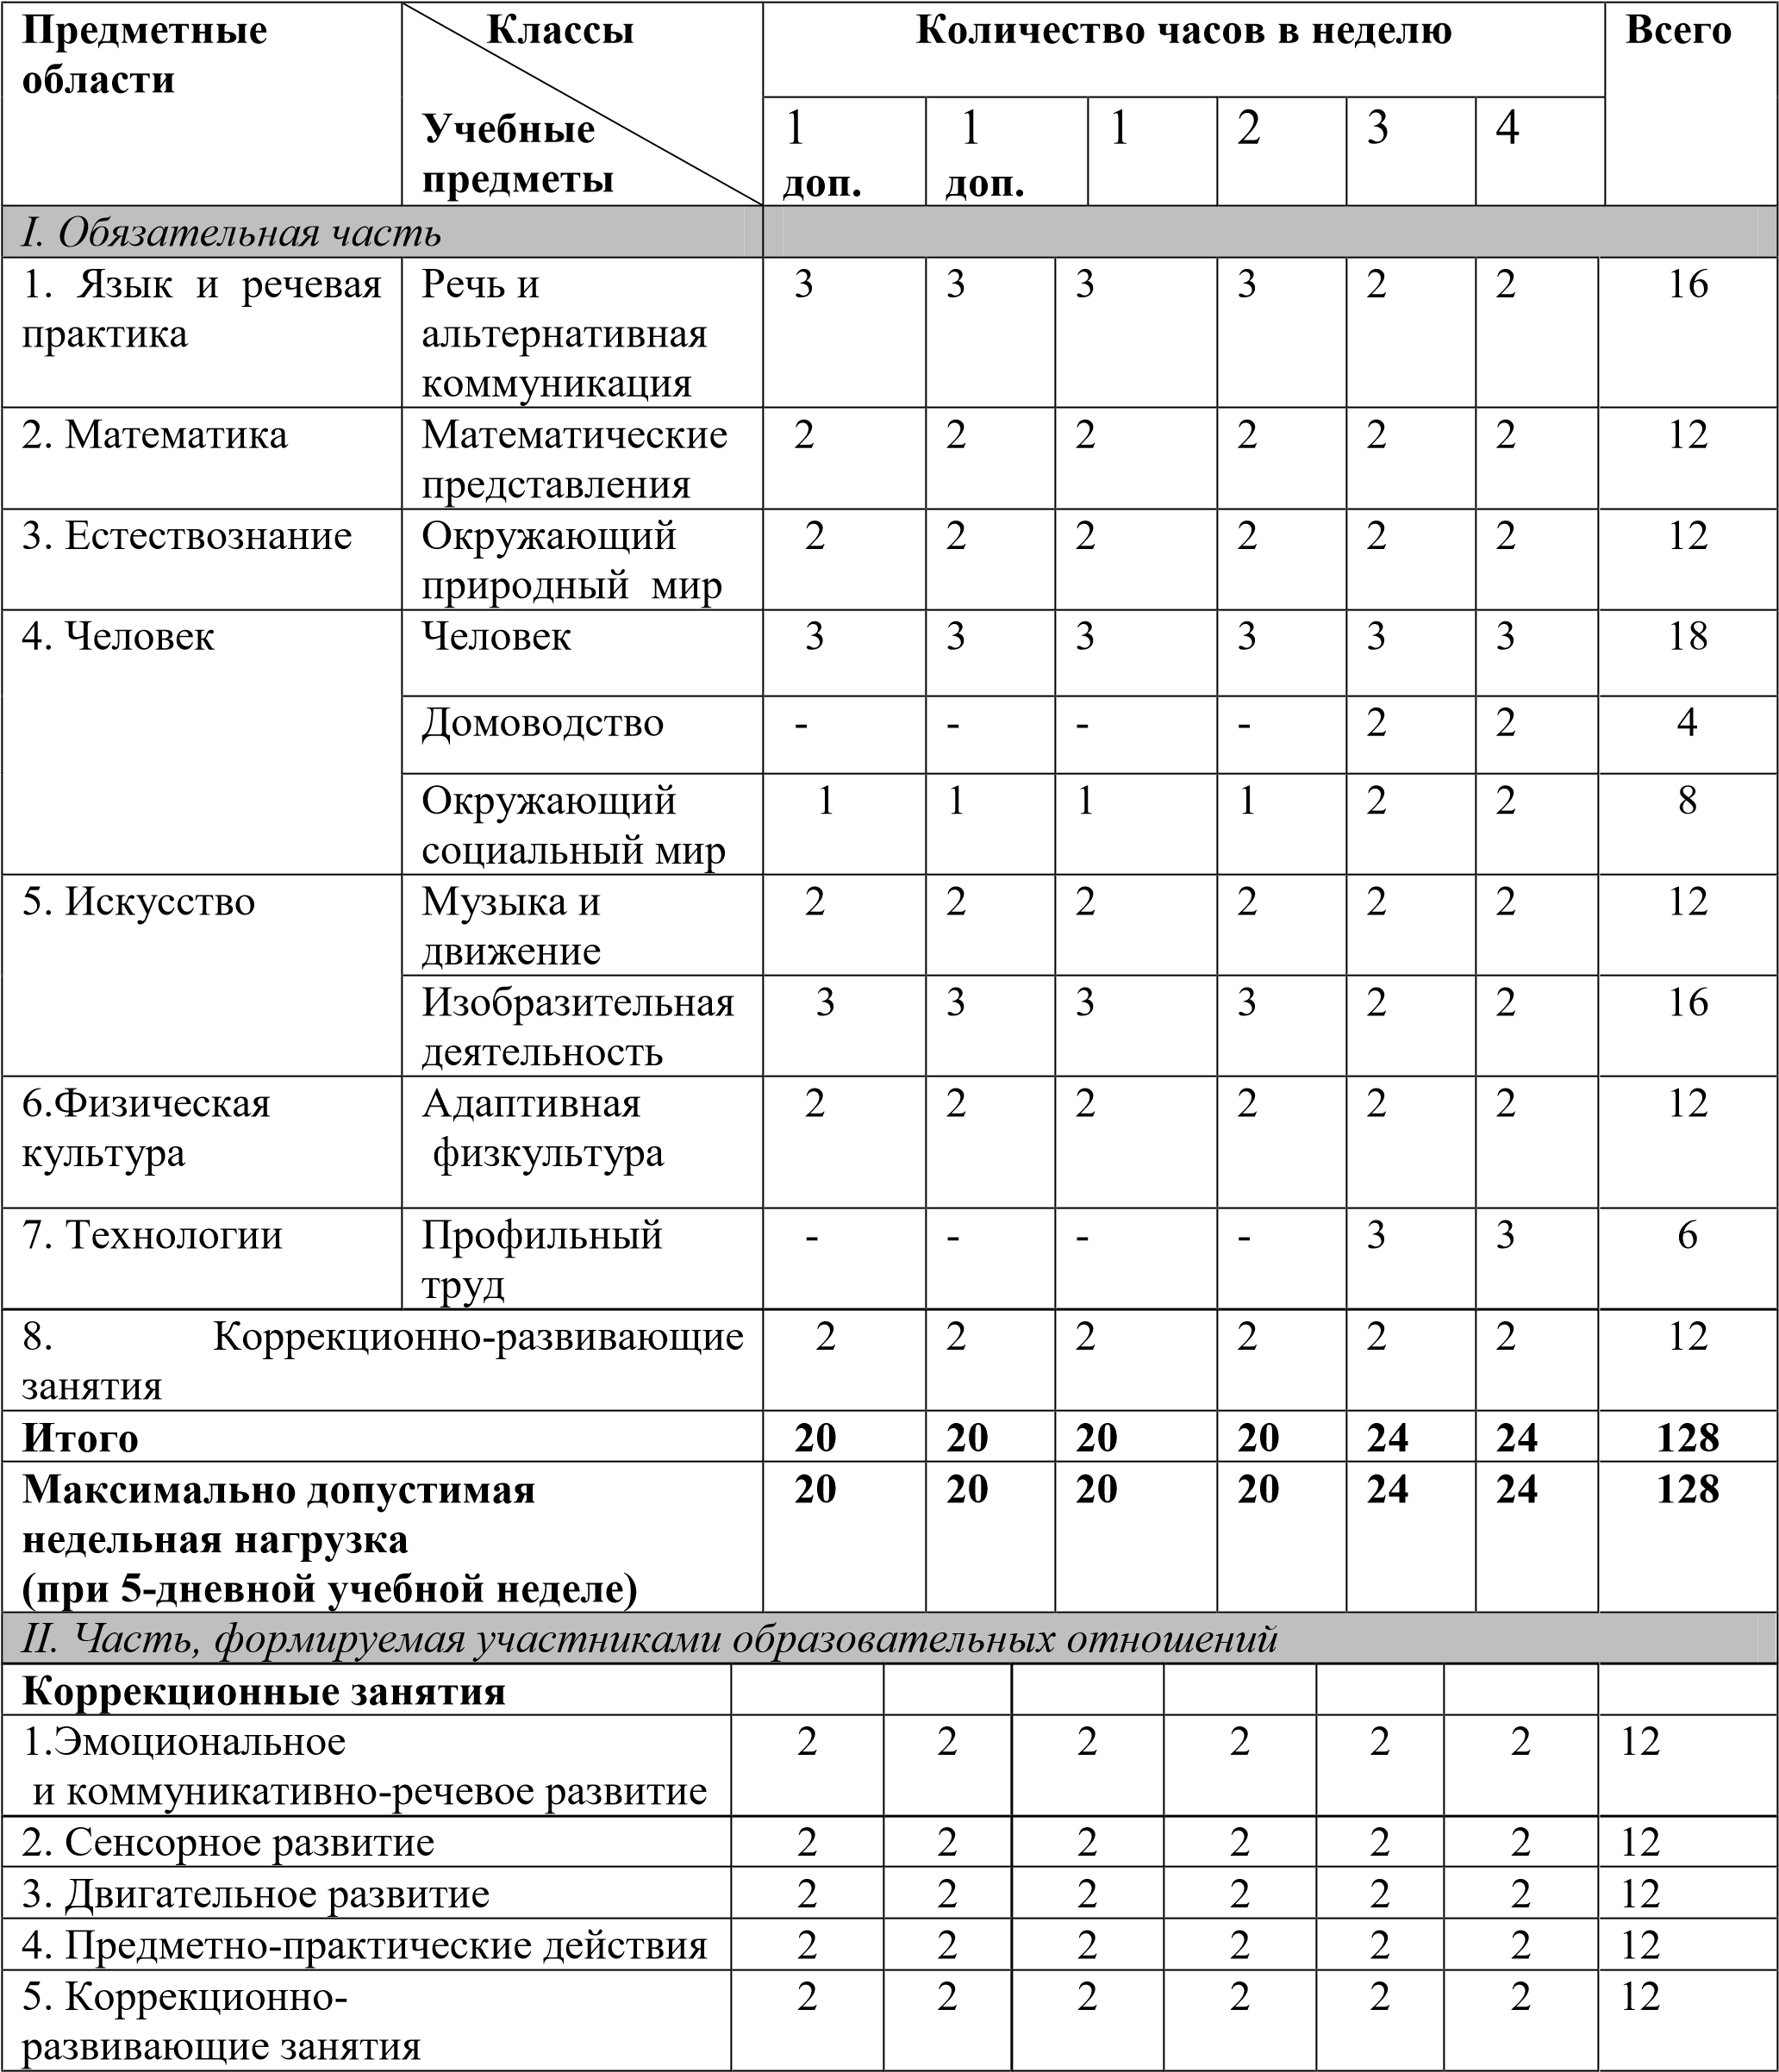 Предметные области
Классы
Учебные предметы
Количество часов в неделю
Всего
1 доп.
1 доп.
1
2
3
4
I. Обязательная часть
1. Язык и речевая
практика
Речь и
альтернативная
коммуникация
3 3 3 3 2 2 16
2. Математика
Математические
представления
2 2 2 2 2 2 12
3. Естествознание
Окружающий
природный мир
2 2 2 2 2 2 12
4. Человек
Человек
3 3 3 3 3 3 18
Домоводство
- - - - 2 2 4
Окружающий
социальный мир
1 1 1 1 2 2 8
5. Искусство
Музыка и
движение
2 2 2 2 2 2 12
Изобразительная
деятельность
3 3 3 3 2 2 16
6.Физическая
культура
Адаптивная
физкультура
2 2 2 2 2 2 12
7. Технологии
Профильный
труд
- - - - 3 3 6
8. Коррекционно-развивающие
занятия
2 2 2 2 2 2 12
Итого 20 20 20 20 24 24 128
Максимально допустимая
недельная нагрузка
(при 5-дневной учебной неделе)
20 20 20 20 24 24 128
II. Часть, формируемая участниками образовательных отношений
Коррекционные занятия
1.Эмоциональное
и коммуникативно-речевое развитие
2 2 2 2 2 2 12
2. Сенсорное развитие 2 2 2 2 2 2 12
3. Двигательное развитие 2 2 2 2 2 2 12
4. Предметно-практические действия 2 2 2 2 2 2 12
5. Коррекционно-
развивающие занятия
2 2 2 2 2 2 12